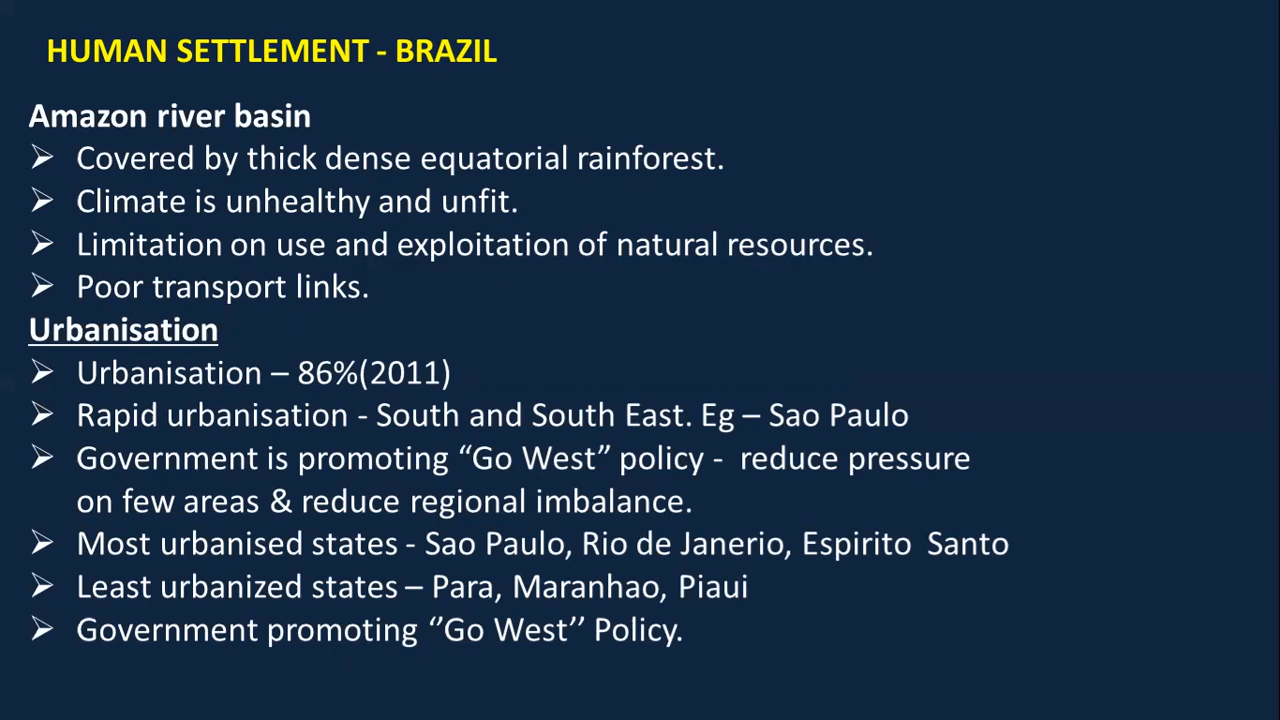 HUMAN SETTLEMENT - BRAZIL
Amazon river basin
➢ Covered by thick dense equatorial rainforest.
➢ Climate is unhealthy and unfit.
➢ Limitation on use and exploitation of natural resources.
➢ Poor transport links.
Urbanisation
➢ Urbanisation – 86%(2011)
➢ Rapid urbanisation - South and South East. Eg – Sao Paulo
➢ Government is promoting “Go West” policy - reduce pressure
on few areas & reduce regional imbalance.
➢ Most urbanised states - Sao Paulo, Rio de Janerio, Espirito Santo
➢ Least urbanized states – Para, Maranhao, Piaui
➢ Government promoting ‘’Go West’’ Policy.